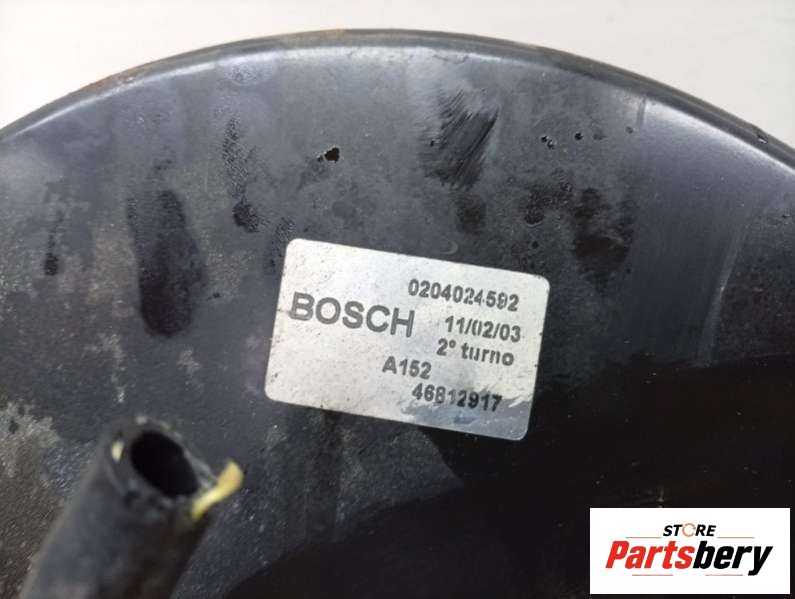 0204024592
BOSCH 11/02/03
2° turno
A152
46812917
STORE
Partsbery